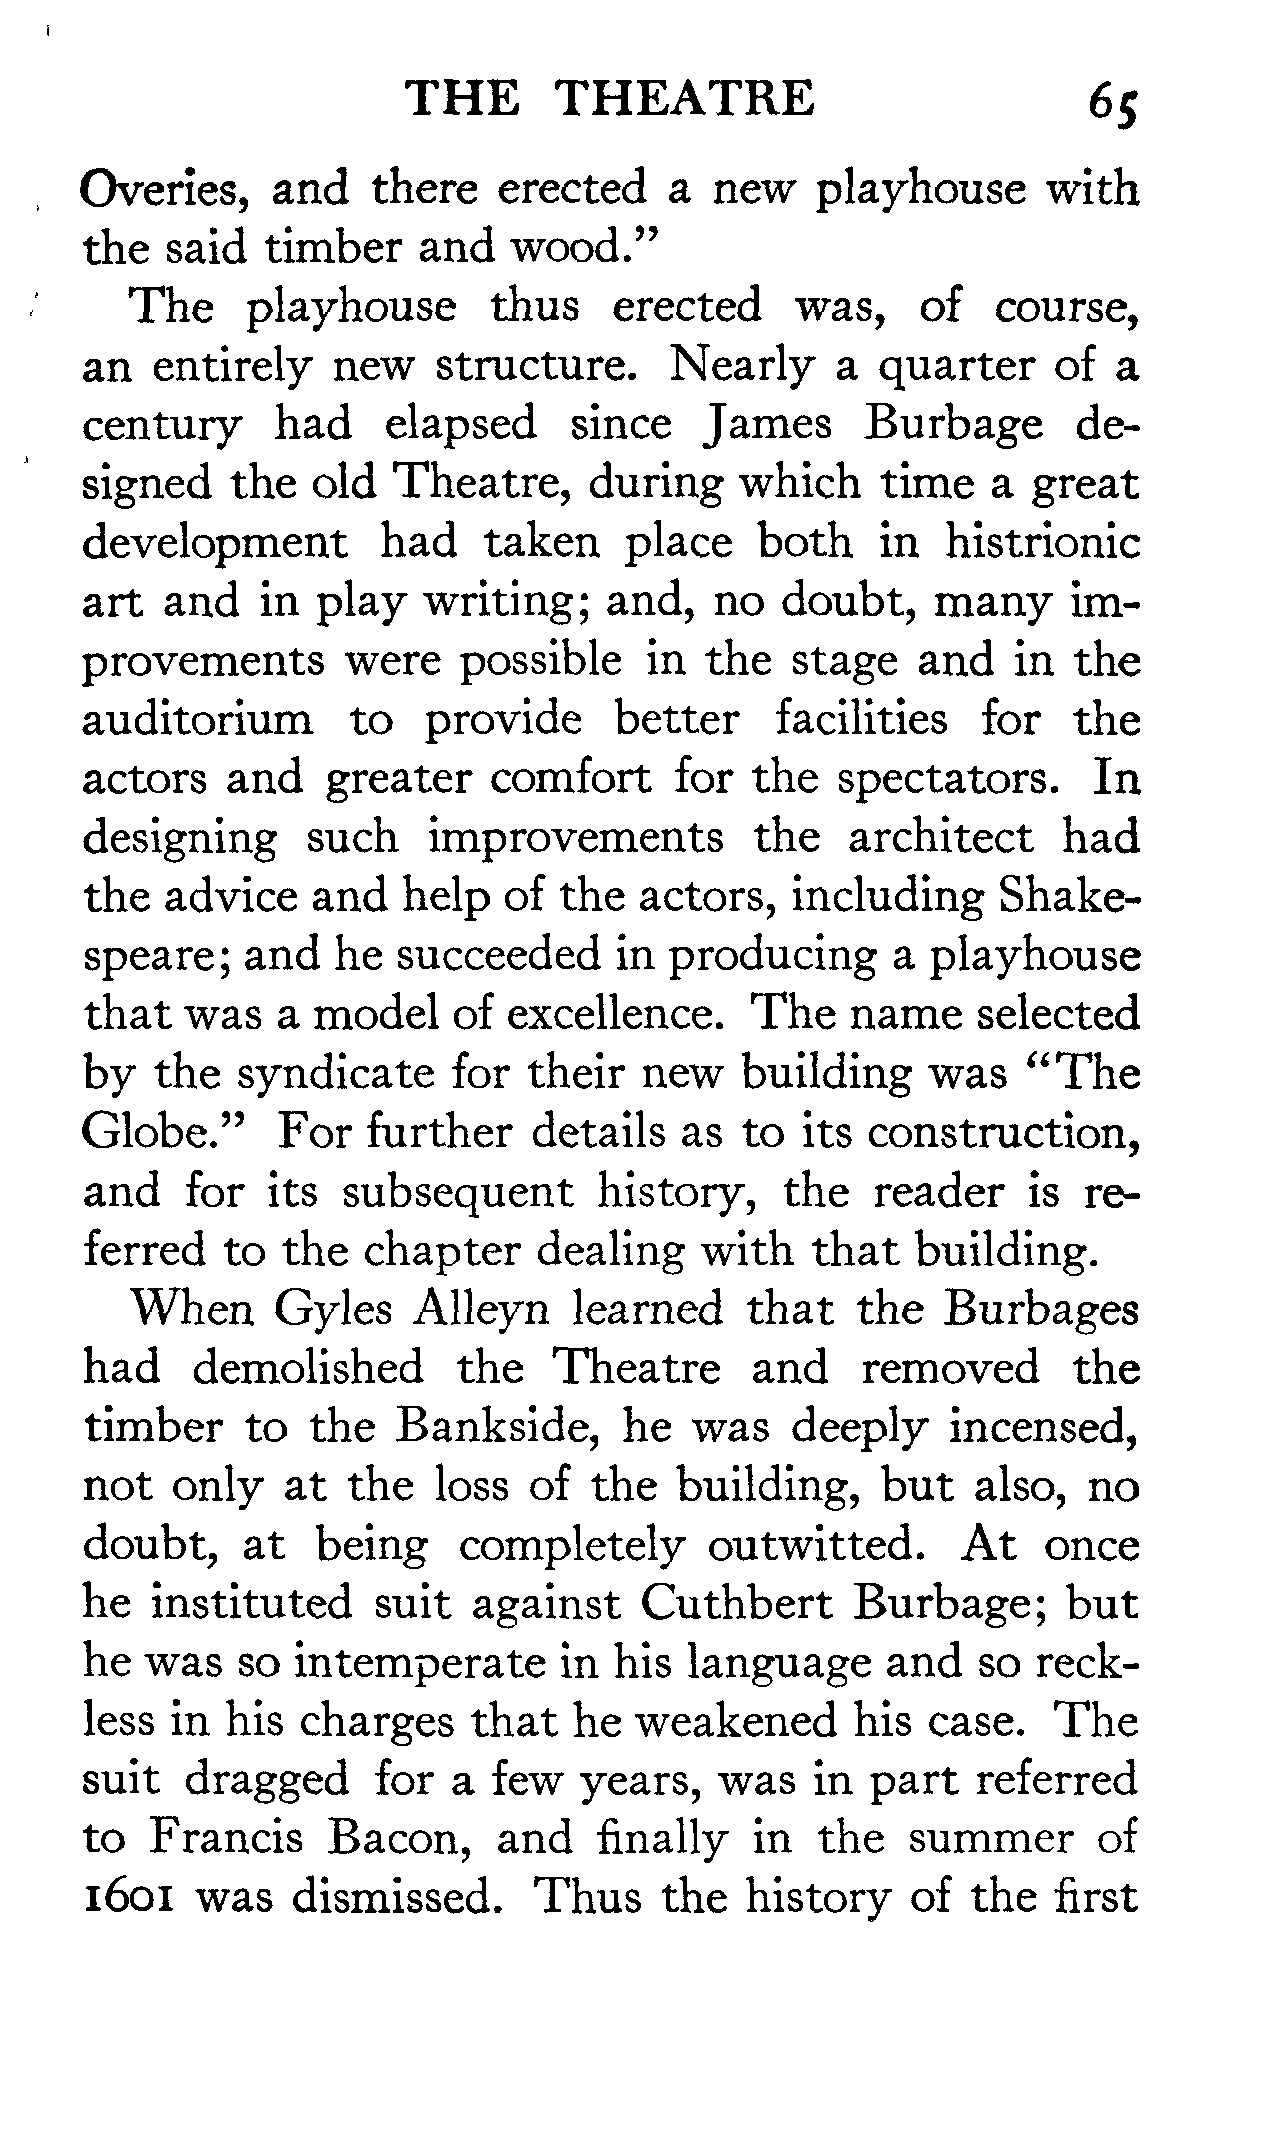 THE THEATRE 65
Overies, and there erected a new playhouse with
the said timber and wood.”
The playhouse thus erected was, of course,
an entirely new structure. Nearly a quarter of a
century had elapsed since James Burbage de-
signed the old Theatre, during which time a great
development had taken place both in histrionic
art and in play writing; and, no doubt, many im-
provements were possible in the stage and in the
auditorium to provide better facilities for the
actors and greater comfort for the spectators. In
designing such improvements the architect had
the advice and help of the actors, including Shake-
speare; and he succeeded in producing a playhouse
that was a model of excellence. The name selected
by the syndicate for their new building was “The
Globe.” For further details as to its construction,
and for its subsequent history, the reader is re-
ferred to the chapter dealing with that building.
When Gyles Alleyn learned that the Burbages
had demolished the Theatre and removed the
timber to the Bankside, he was deeply incensed,
not only at the loss of the building, but also, no
doubt, at being completely outwitted. At once
he instituted suit against Cuthbert Burbage; but
he was so intemperate in his language and so reck-
less in his charges that he weakened his case. The
suit dragged for a few years, was in part referred
to Francis Bacon, and finally in the summer of
1601 was dismissed. Thus the history of the first